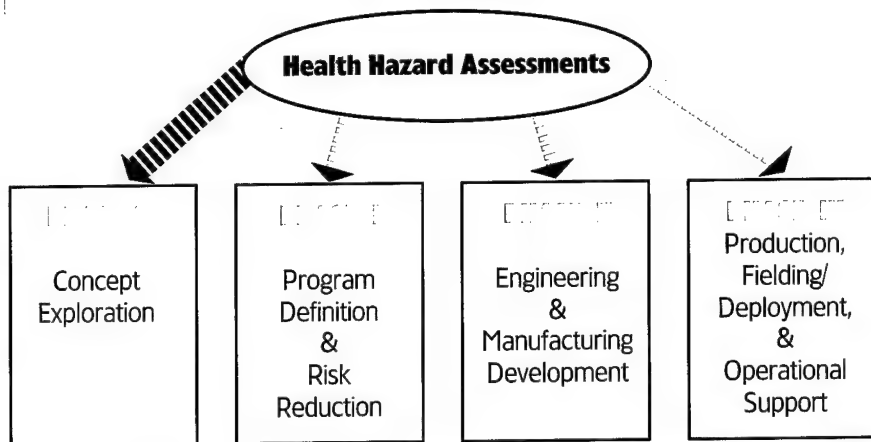 Health Hazard Assessments
Concept
Exploration
Program
Definition
&
Risk
Reduction
Engineering
&
Manufacturing
Development
Production,
Fielding/
Deployment,
&
Operational
Support